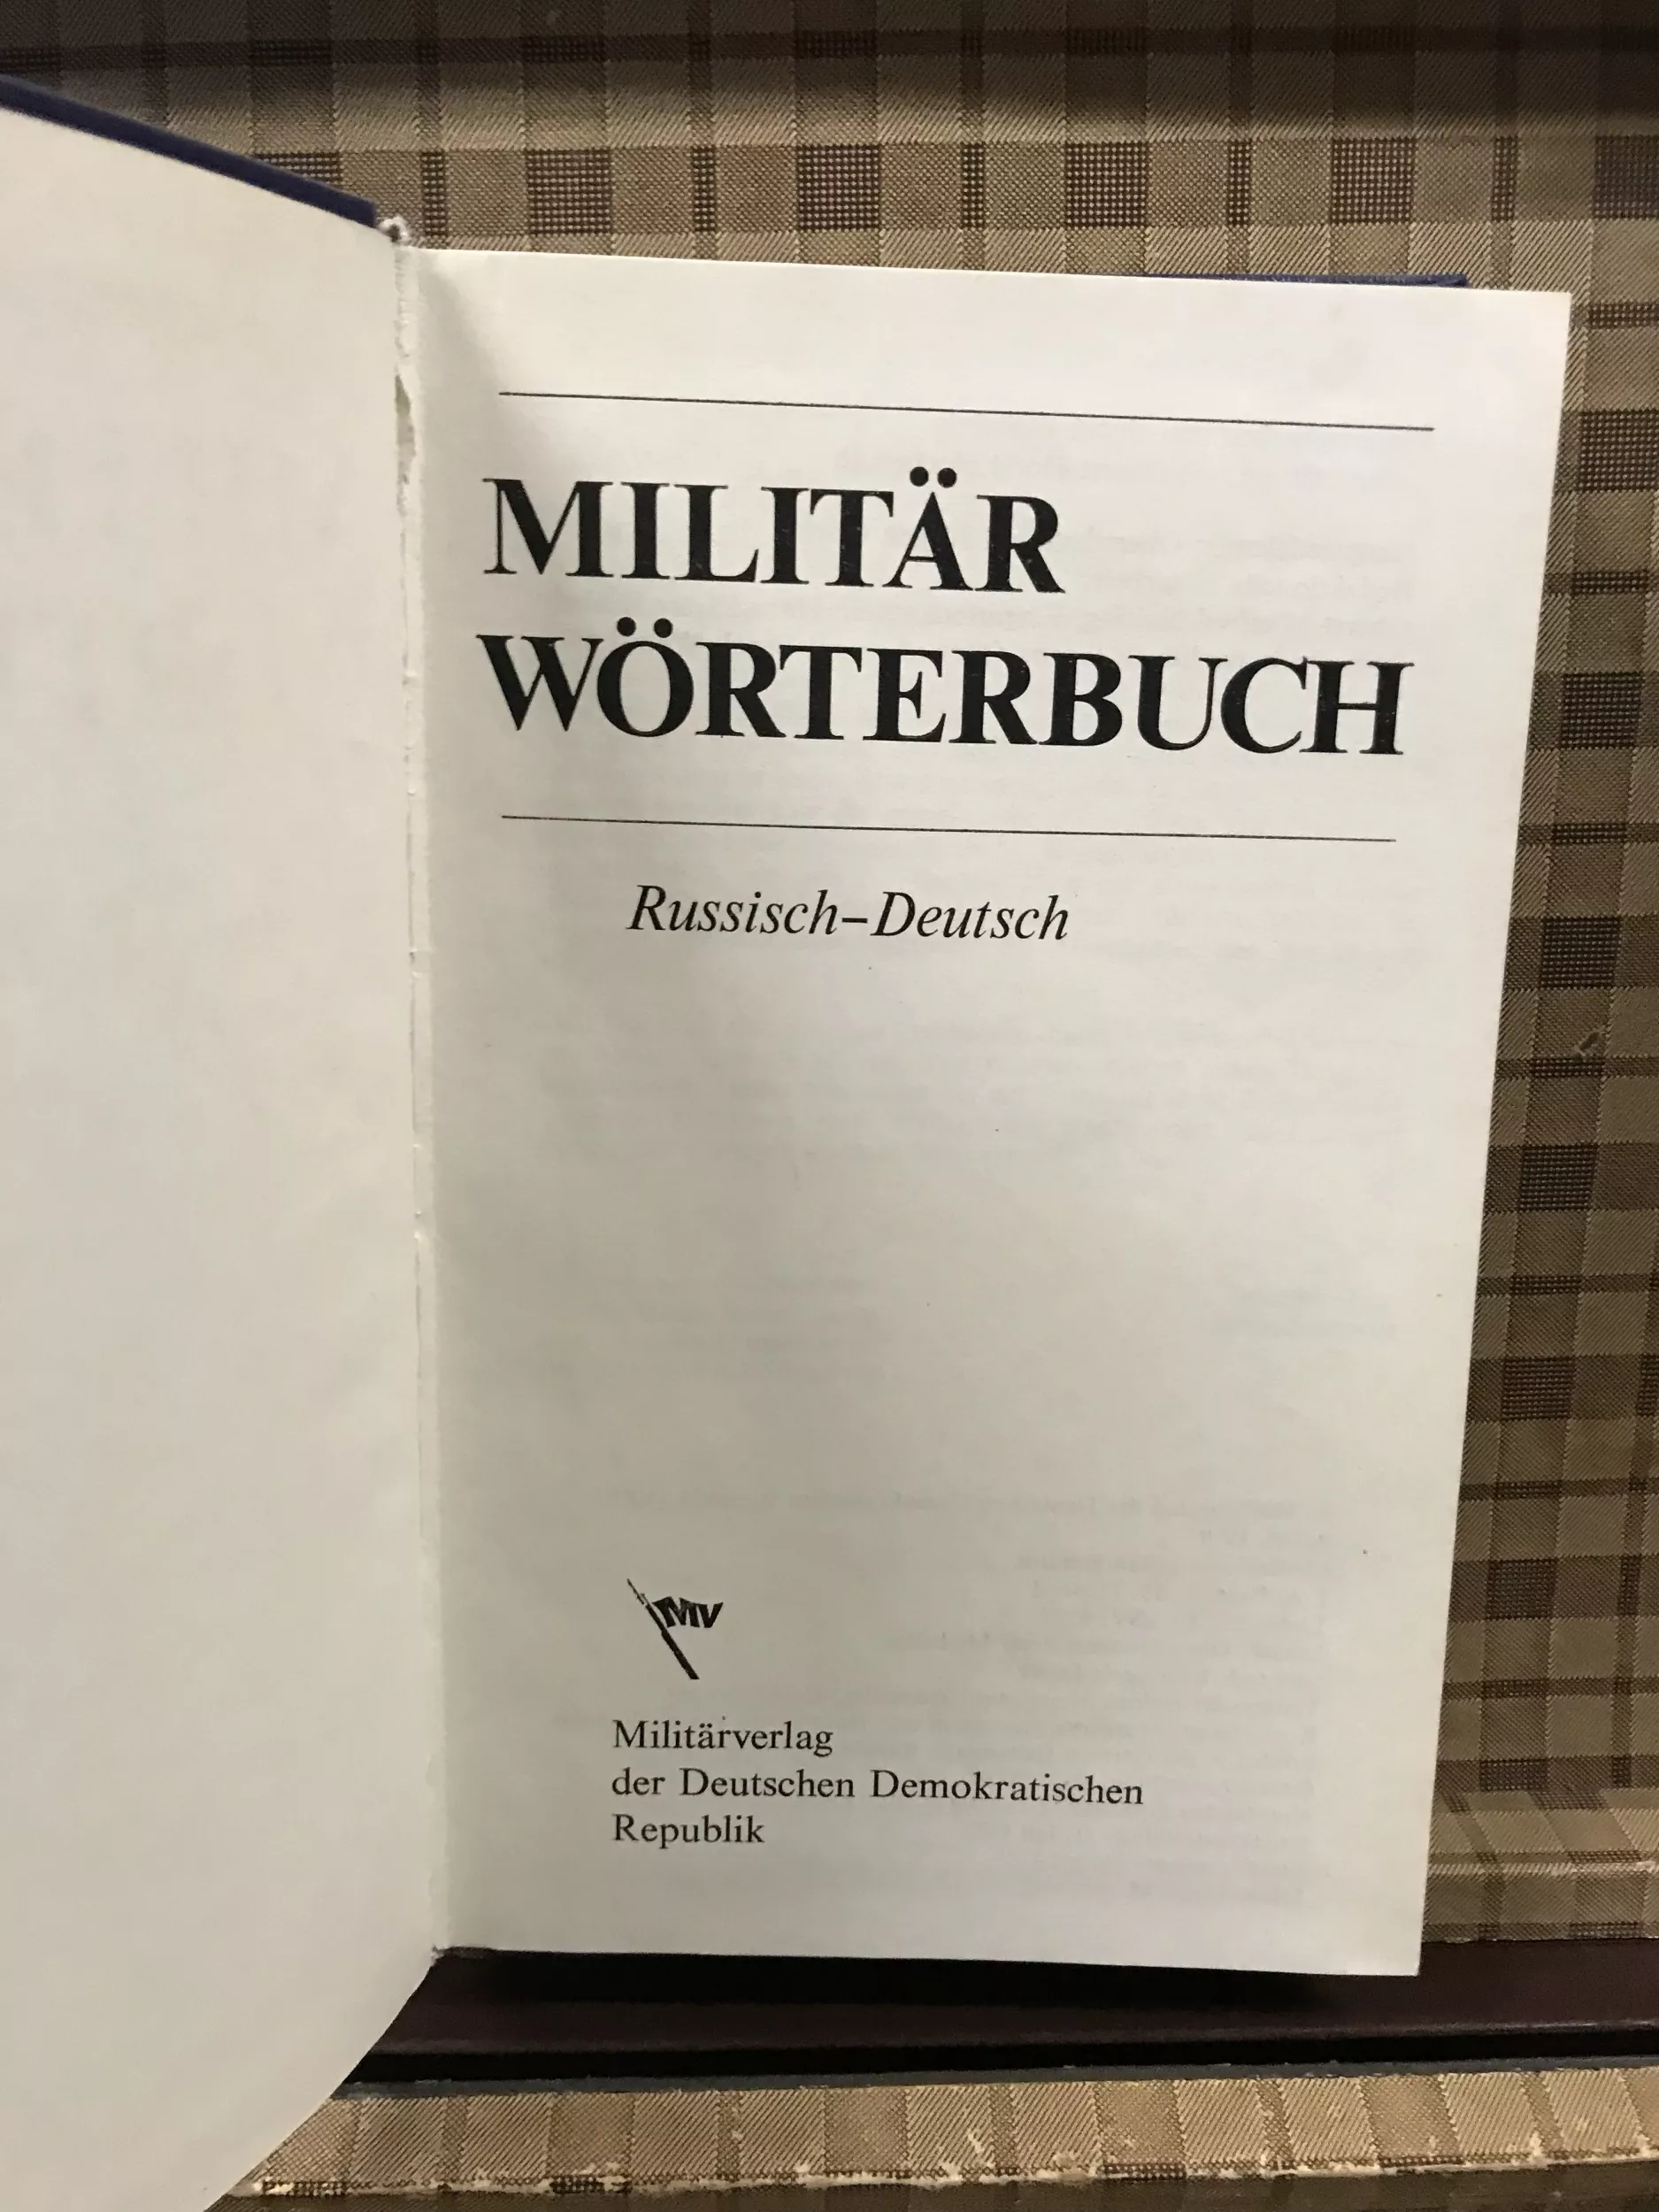 MILITÄR
WÖRTERBUCH
Russisch–Deutsch
MV
Militärverlag
der Deutschen Demokratischen
Republik